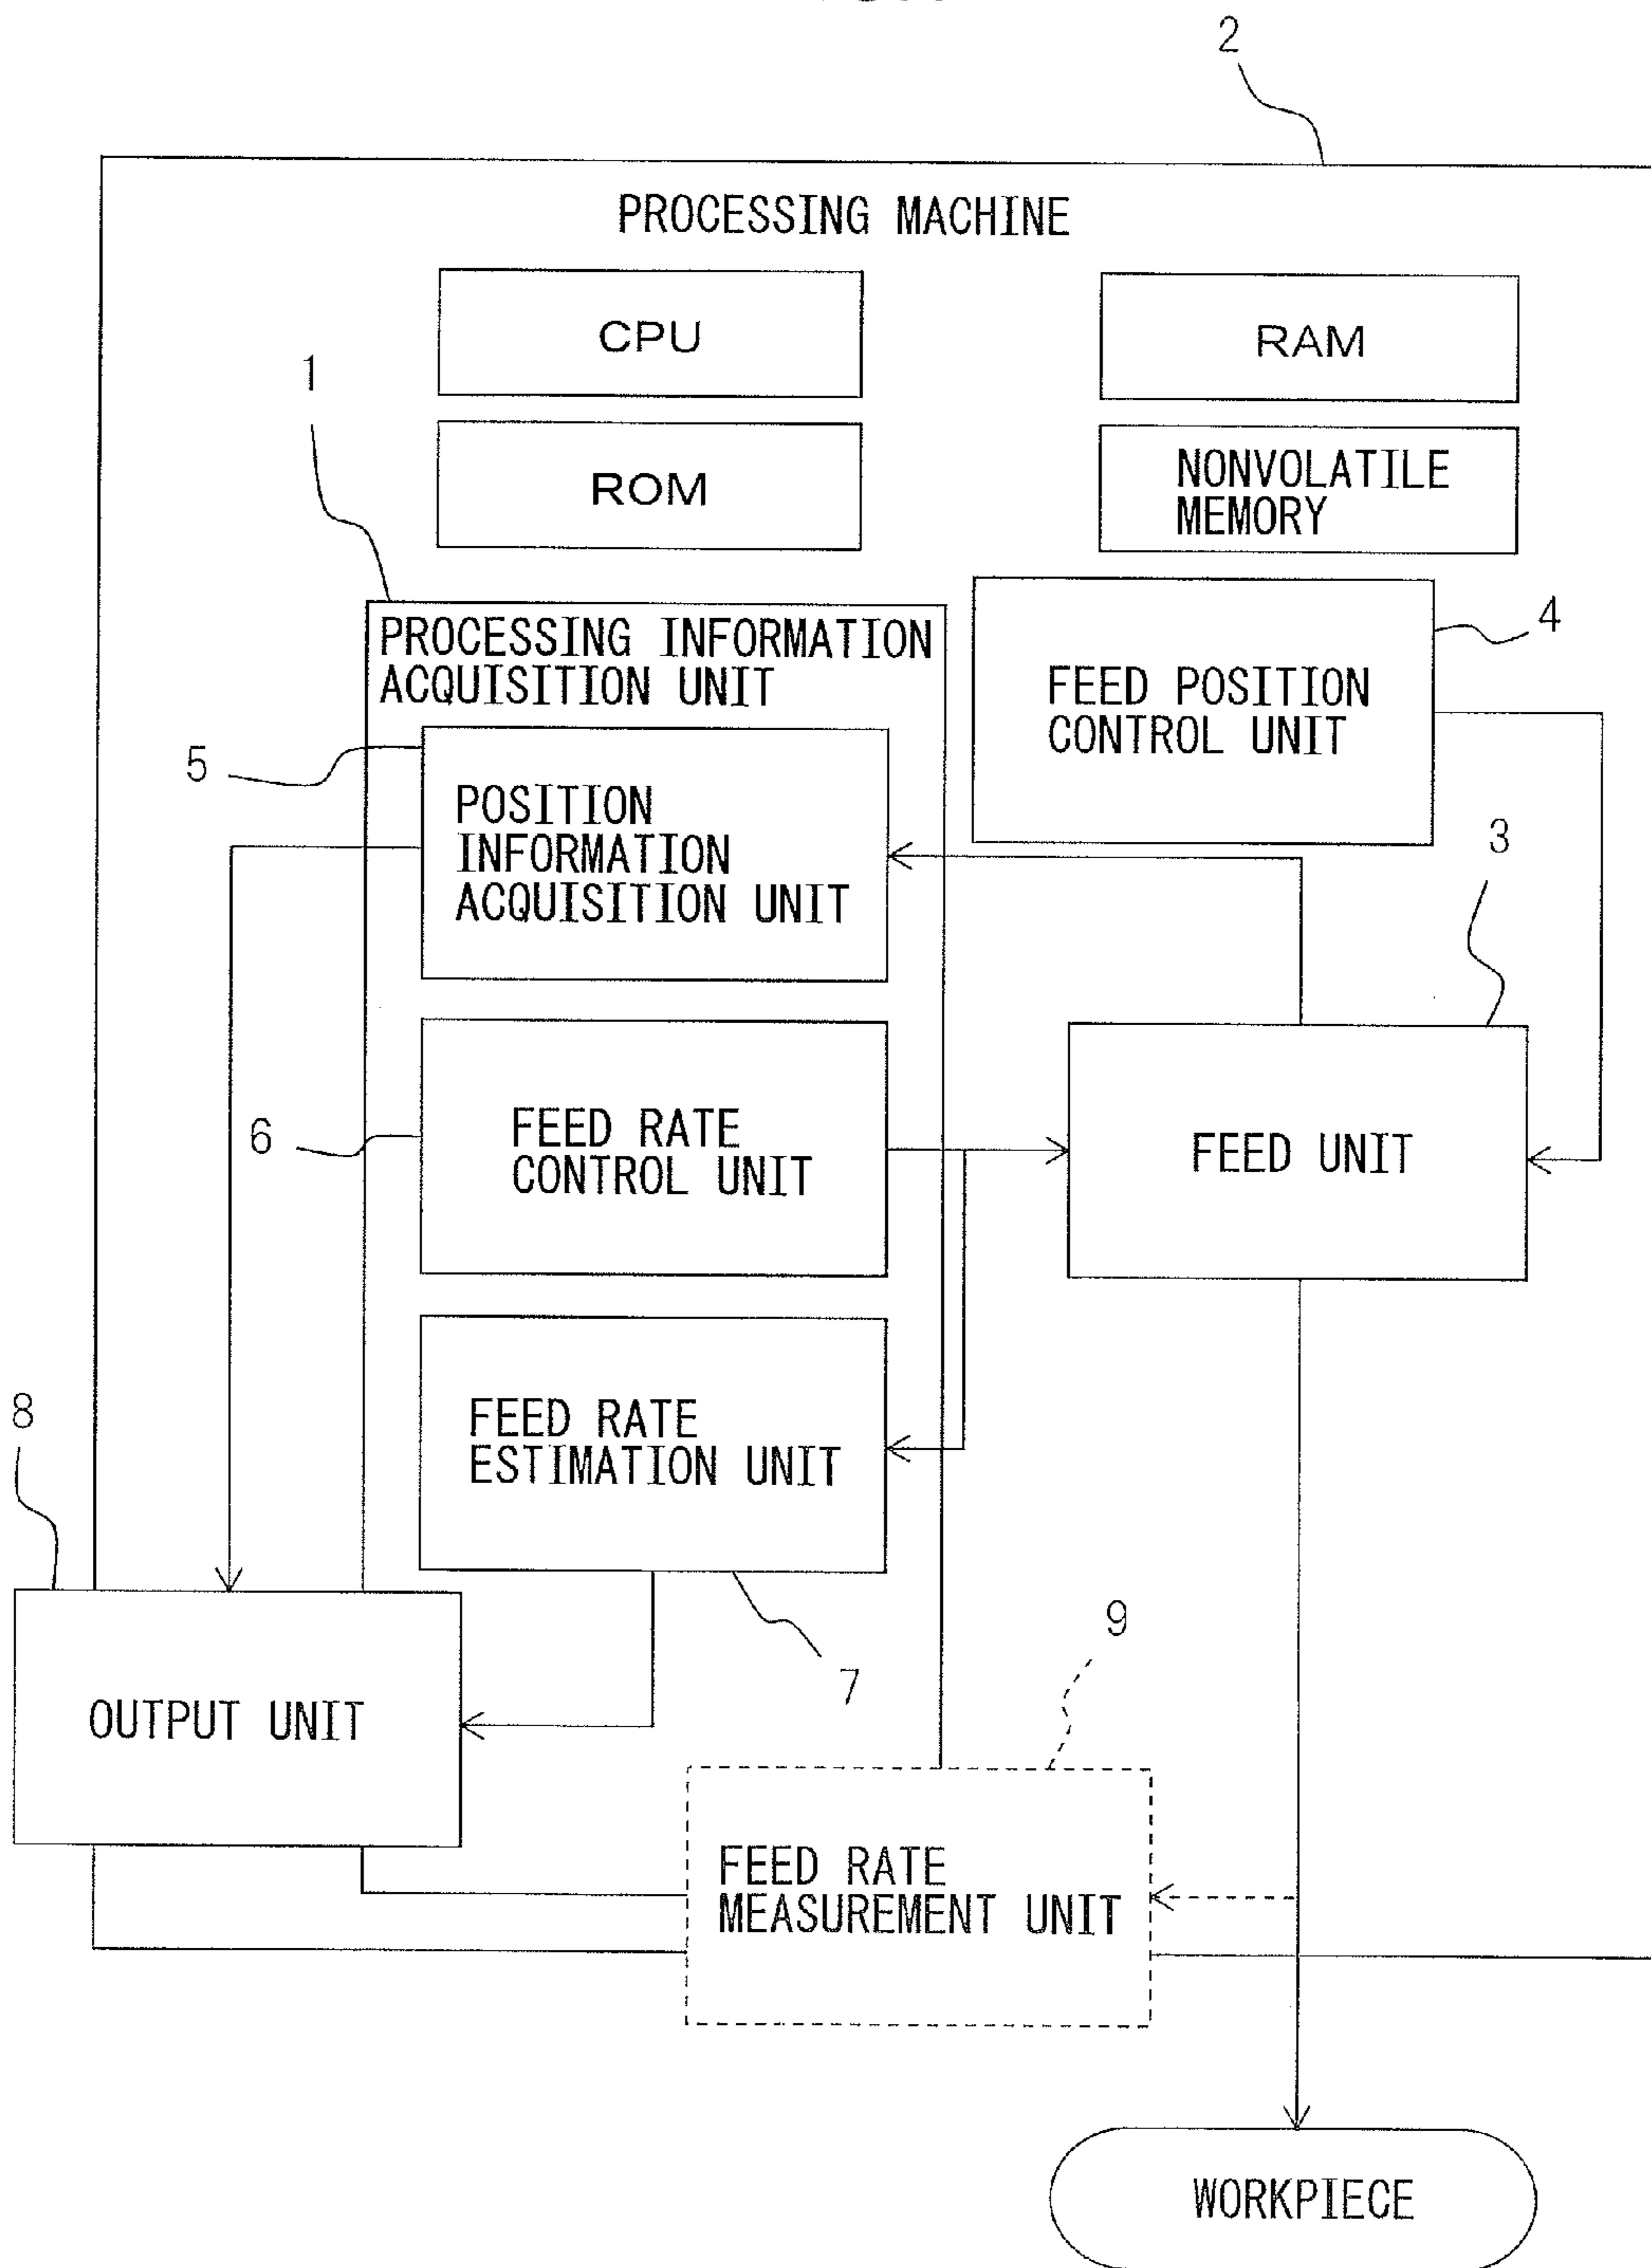 2
PROCESSING MACHINE
CPU
RAM
1
ROM
NONVOLATILE
MEMORY
PROCESSING INFORMATION
ACQUISITION UNIT
4
FEED POSITION
CONTROL UNIT
5
POSITION
INFORMATION
ACQUISITION UNIT
3
6
FEED RATE
CONTROL UNIT
FEED UNIT
8
FEED RATE
ESTIMATION UNIT
9
7
OUTPUT UNIT
FEED RATE
MEASUREMENT UNIT
WORKPIECE